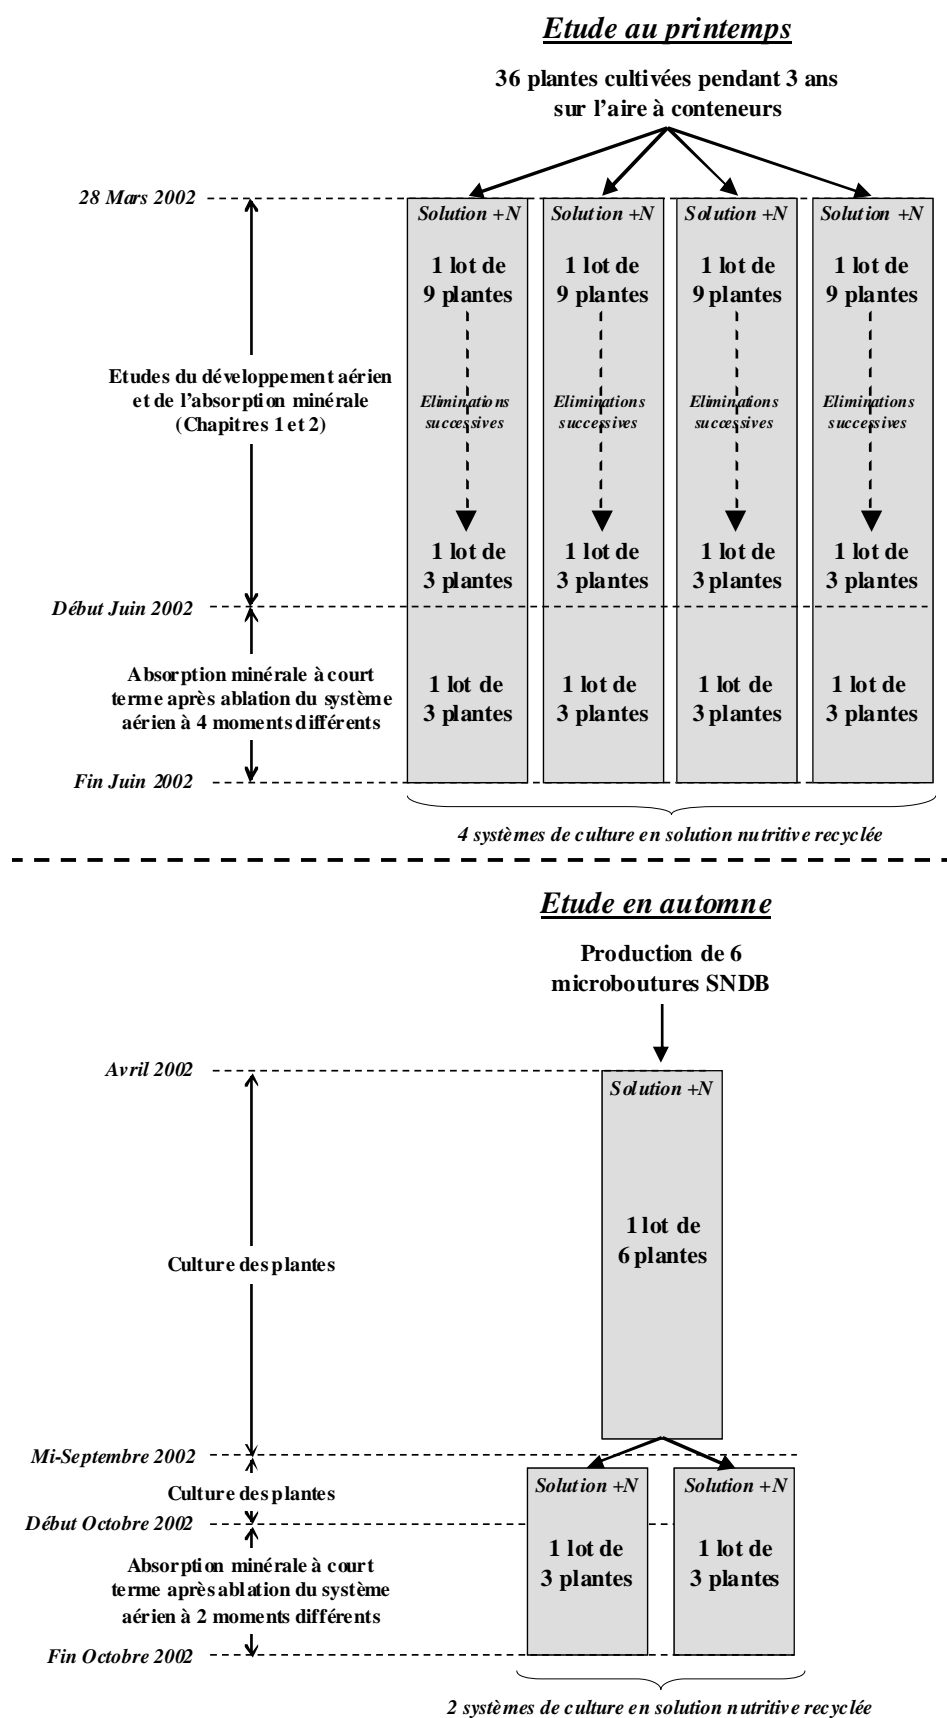 Etude au printemps
36 plantes cultivées pendant 3 ans
sur l'aire à conteneurs
28 Mars 2002
Solution +N
Solution +N
Solution +N
Solution +N
1 lot de
9 plantes
1 lot de
9 plantes
1 lot de
9 plantes
1 lot de
9 plantes
Etudes du développement aérien
et de l'absorption minérale
(Chapitres 1 et 2)
Eliminations
successives
Eliminations
successives
Eliminations
successives
Eliminations
successives
1 lot de
3 plantes
1 lot de
3 plantes
1 lot de
3 plantes
1 lot de
3 plantes
Début Juin 2002
Absorption minérale à court
terme après ablation du système
aérien à 4 moments différents
1 lot de
3 plantes
1 lot de
3 plantes
1 lot de
3 plantes
1 lot de
3 plantes
Fin Juin 2002
4 systèmes de culture en solution nutritive recyclée
Etude en automne
Production de 6
microboutures SNDB
Avril 2002
Solution +N
1 lot de
6 plantes
Culture des plantes
Mi-Septembre 2002
Solution +N
Solution +N
Culture des plantes
Début Octobre 2002
1 lot de
3 plantes
1 lot de
3 plantes
Absorption minérale à court
terme après ablation du système
aérien à 2 moments différents
Fin Octobre 2002
2 systèmes de culture en solution nutritive recyclée